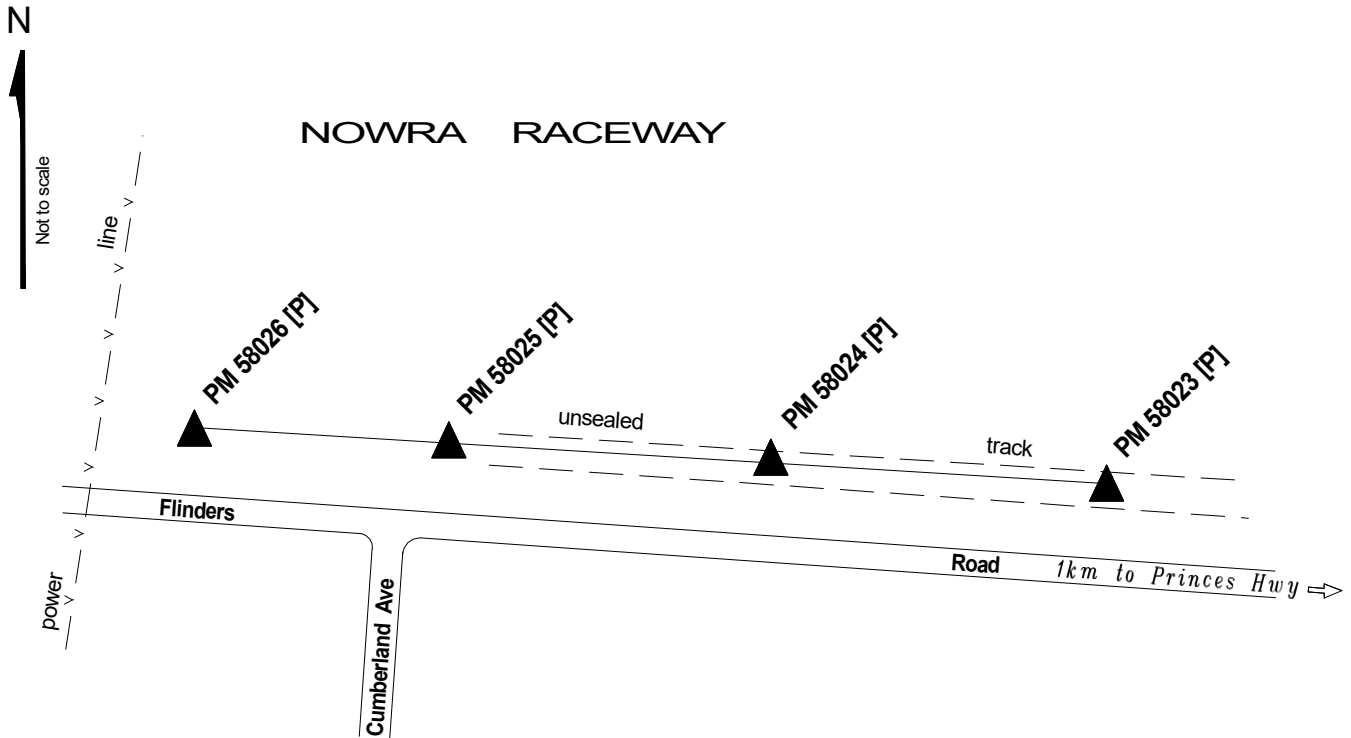 N
Not to scale
NOWRA RACEWAY
line
PM 58026 [P]
PM 58025 [P]
PM 58024 [P]
PM 58023 [P]
unsealed
track
Flinders
Road
1km to Princes Hwy
power
Cumberland Ave